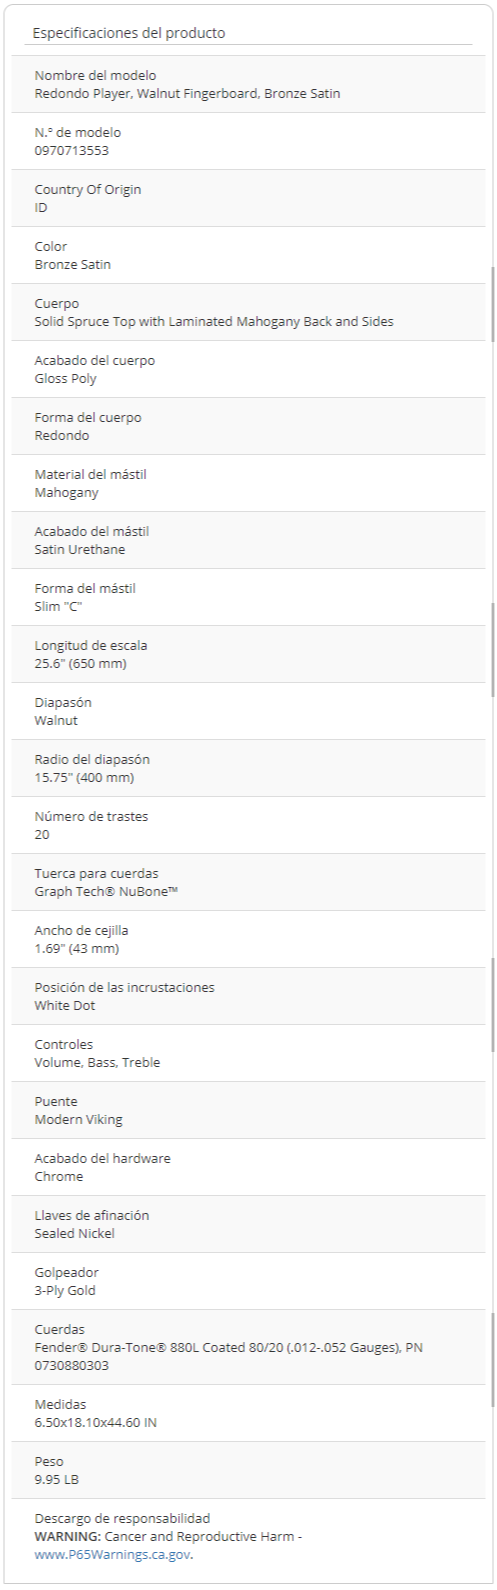 Especificaciones del producto
Nombre del modelo
Redondo Player, Walnut Fingerboard, Bronze Satin
N.º de modelo
0970713553
Country Of Origin
ID
Color
Bronze Satin
Cuerpo
Solid Spruce Top with Laminated Mahogany Back and Sides
Acabado del cuerpo
Gloss Poly
Forma del cuerpo
Redondo
Material del mástil
Mahogany
Acabado del mástil
Satin Urethane
Forma del mástil
Slim "C"
Longitud de escala
25.6" (650 mm)
Diapasón
Walnut
Radio del diapasón
15.75" (400 mm)
Número de trastes
20
Tuerca para cuerdas
Graph Tech® NuBone™
Ancho de cejilla
1.69" (43 mm)
Posición de las incrustaciones
White Dot
Controles
Volume, Bass, Treble
Puente
Modern Viking
Acabado del hardware
Chrome
Llaves de afinación
Sealed Nickel
Golpeador
3-Ply Gold
Cuerdas
Fender® Dura-Tone® 880L Coated 80/20 (.012-.052 Gauges), PN
0730880303
Medidas
6.50x18.10x44.60 IN
Peso
9.95 LB
Descargo de responsabilidad
WARNING: Cancer and Reproductive Harm -
www.P65Warnings.ca.gov.